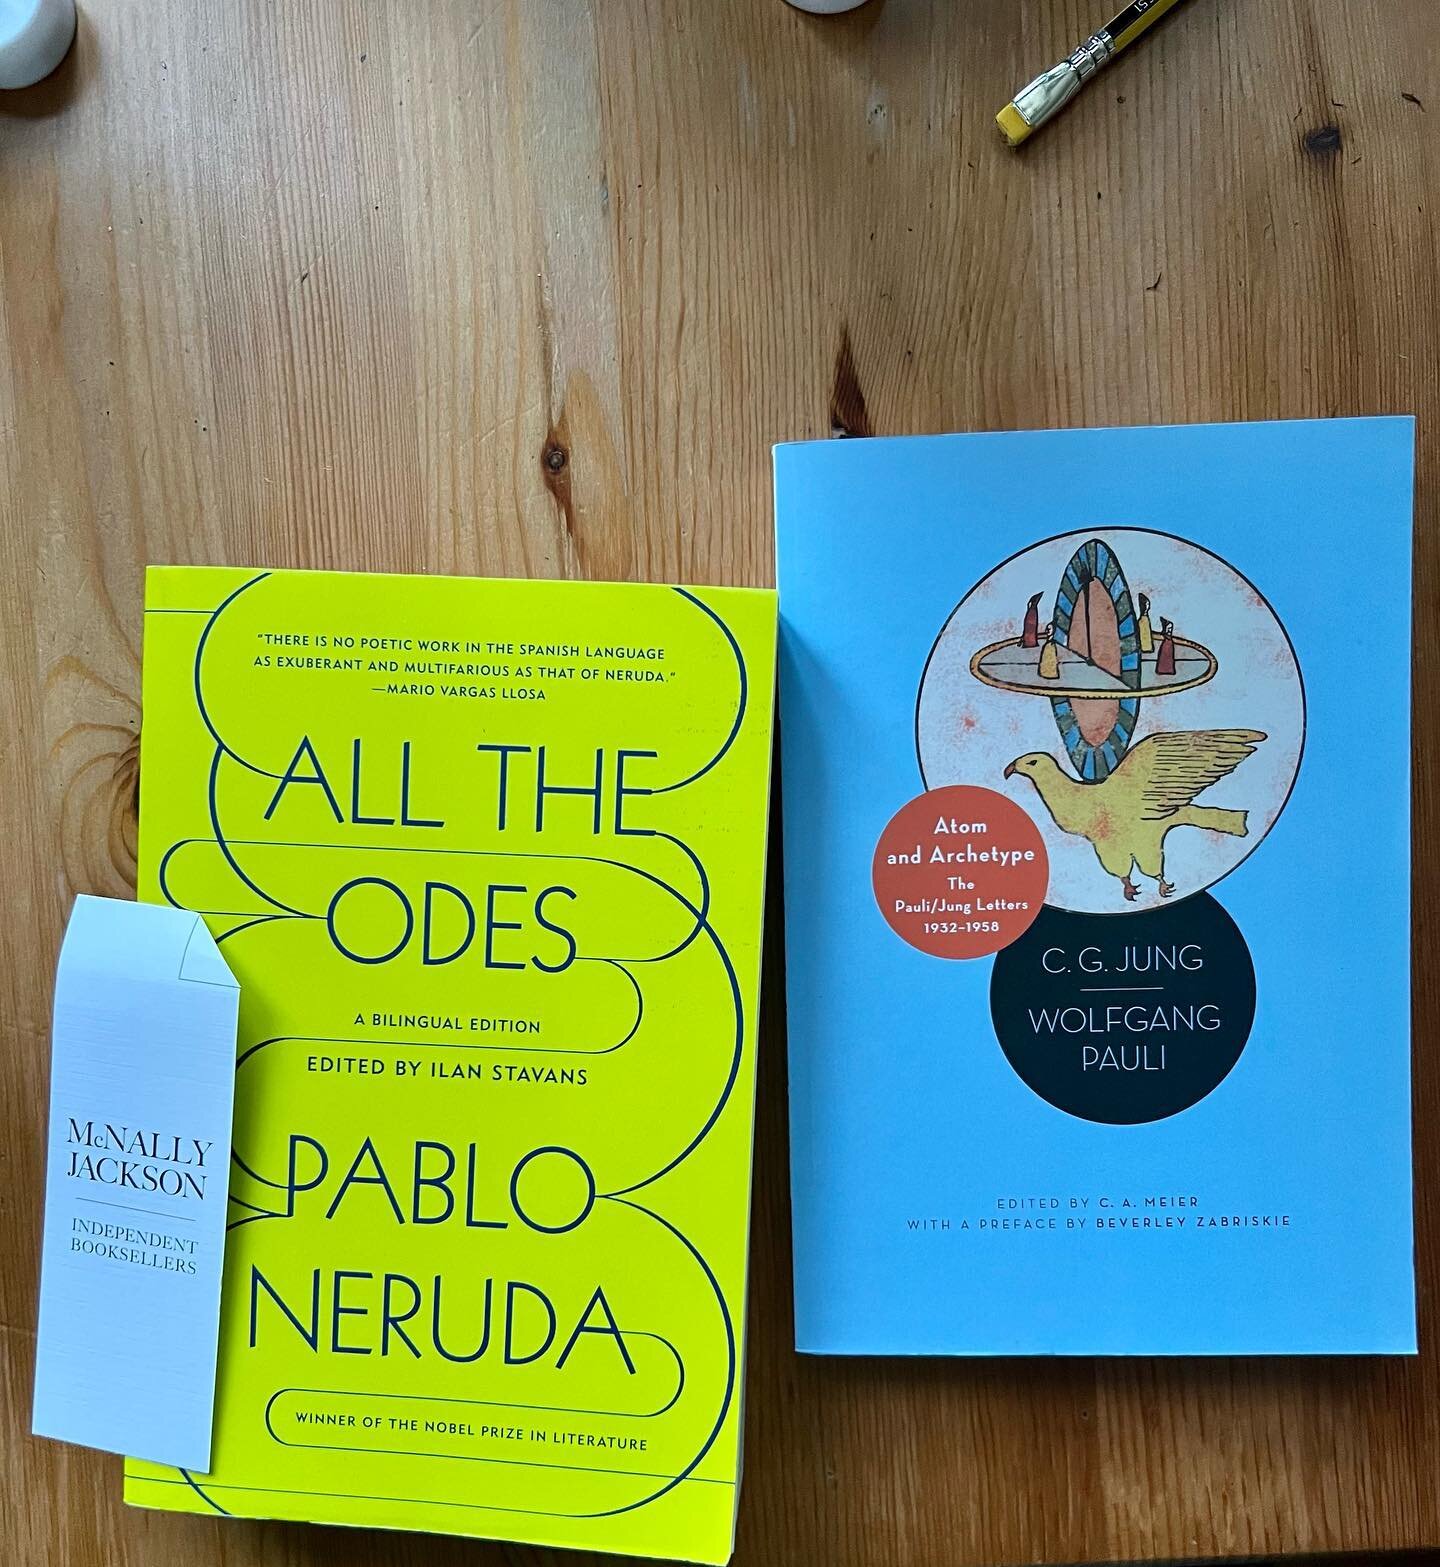 "THERE IS NO POETIC WORK IN THE SPANISH LANGUAGE
AS EXUBERANT AND MULTIFARIOUS AS THAT OF NERUDA."
—MARIO VARGAS LLOSA
ALL THE
ODES
A BILINGUAL EDITION
EDITED BY ILAN STAVANS
PABLO
NERUDA
WINNER OF THE NOBEL PRIZE IN LITERATURE
McNALLY
JACKSON
INDEPENDENT
BOOKSELLERS
Atom
and Archetype
The
Pauli/Jung Letters
1932–1958
C. G. JUNG
WOLFGANG
PAULI
EDITED BY C. A. MEIER
WITH A PREFACE BY BEVERLEY ZABRISKIE